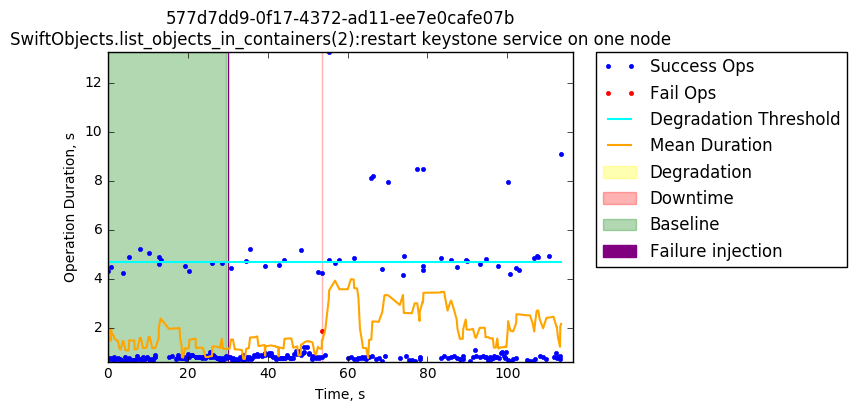 577d7dd9-0f17-4372-ad11-ee7e0cafe07b
SwiftObjects.list_objects_in_containers(2):restart keystone service on one node
12
10
8
6
4
2
Operation Duration, s
0
20
40
60
80
100
Time, s
Success Ops
Fail Ops
Degradation Threshold
Mean Duration
Degradation
Downtime
Baseline
Failure injection